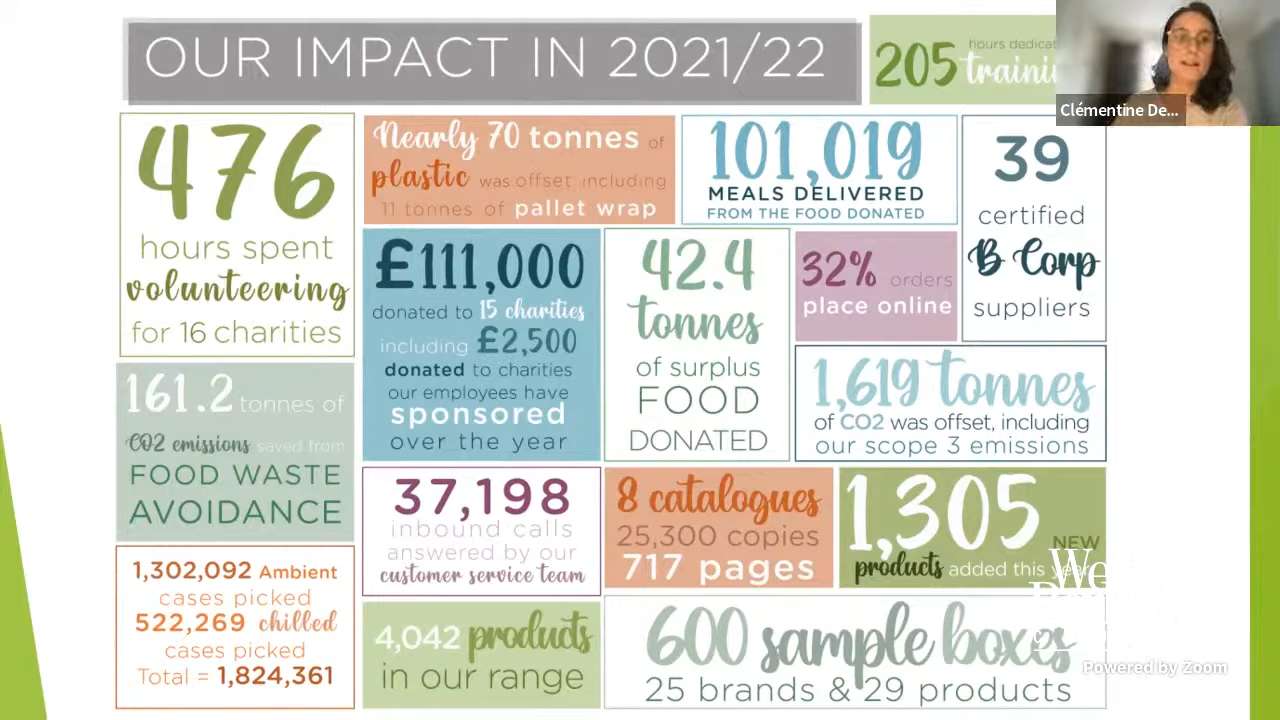 OUR IMPACT IN 2021/22
205 hours
Clémentine De...
476
hours spent
volunteering
for 16 charities
Nearly 70 tonnes of
plastic was offset including
11 tonnes of pallet wrap
101,019
MEALS DELIVERED
FROM THE FOOD DONATED
39
certified
B Corp
suppliers
£111,000
donated to 15 charities
including £2,500
donated to charities
our employees have
sponsored
over the year
42.4
tonnes
of surplus
FOOD
DONATED
32% orders
place online
1,619 tonnes
of CO2 was offset, including
our scope 3 emissions
161.2 tonnes of
CO2 emissions saved from
FOOD WASTE
AVOIDANCE
37,198
inbound calls
answered by our
customer service team
8 catalogues
25,300 copies
717 pages
1,305
NEW
products added this year
1,302,092 Ambient
cases picked
522,269 chilled
cases picked
Total = 1,824,361
4,042 products
in our range
600 sample boxes
25 brands & 29 products
Powered by Zoom